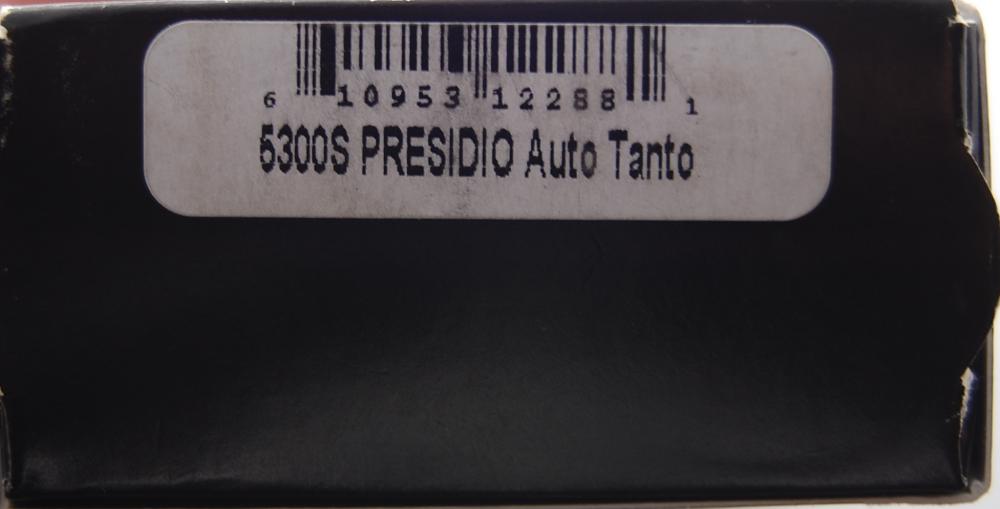 6 10953 12288 1
5300S PRESIDIO Auto Tanto